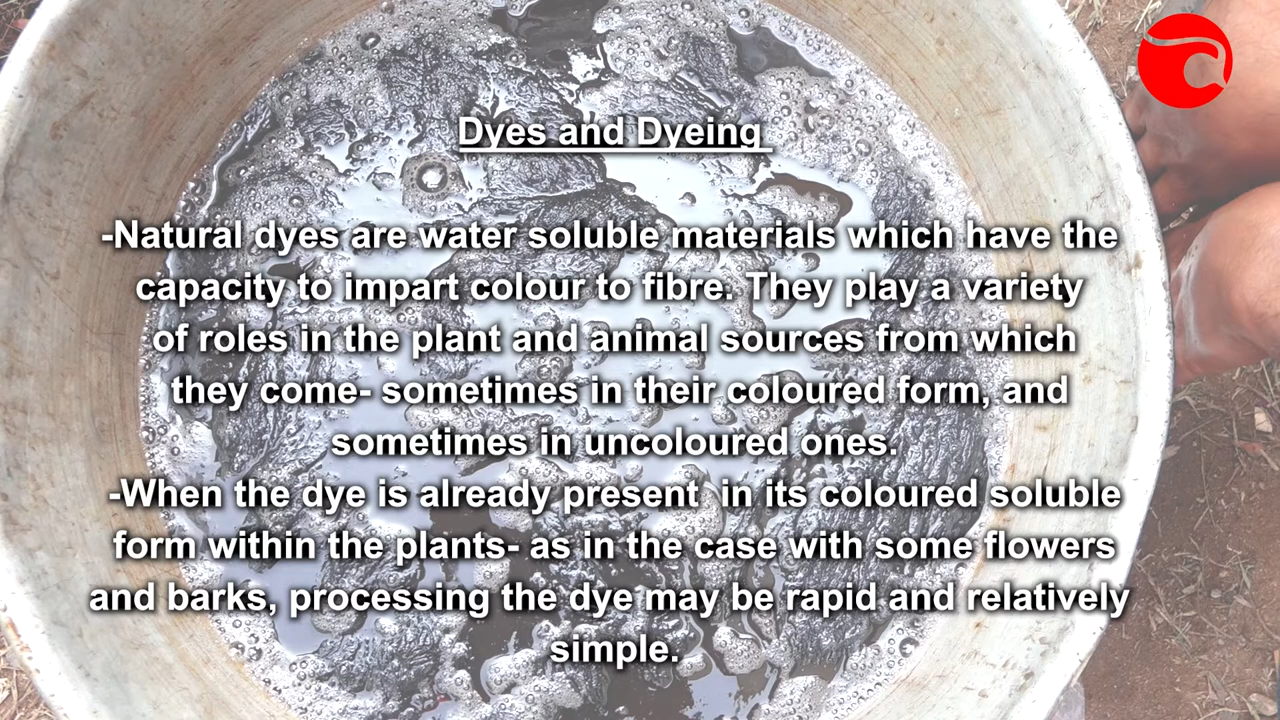 Dyes and Dyeing
-Natural dyes are water soluble materials which have the
capacity to impart colour to fibre. They play a variety
of roles in the plant and animal sources from which
they come- sometimes in their coloured form, and
sometimes in uncoloured ones.
-When the dye is already present  in its coloured soluble
form within the plants- as in the case with some flowers
and barks, processing the dye may be rapid and relatively
simple.